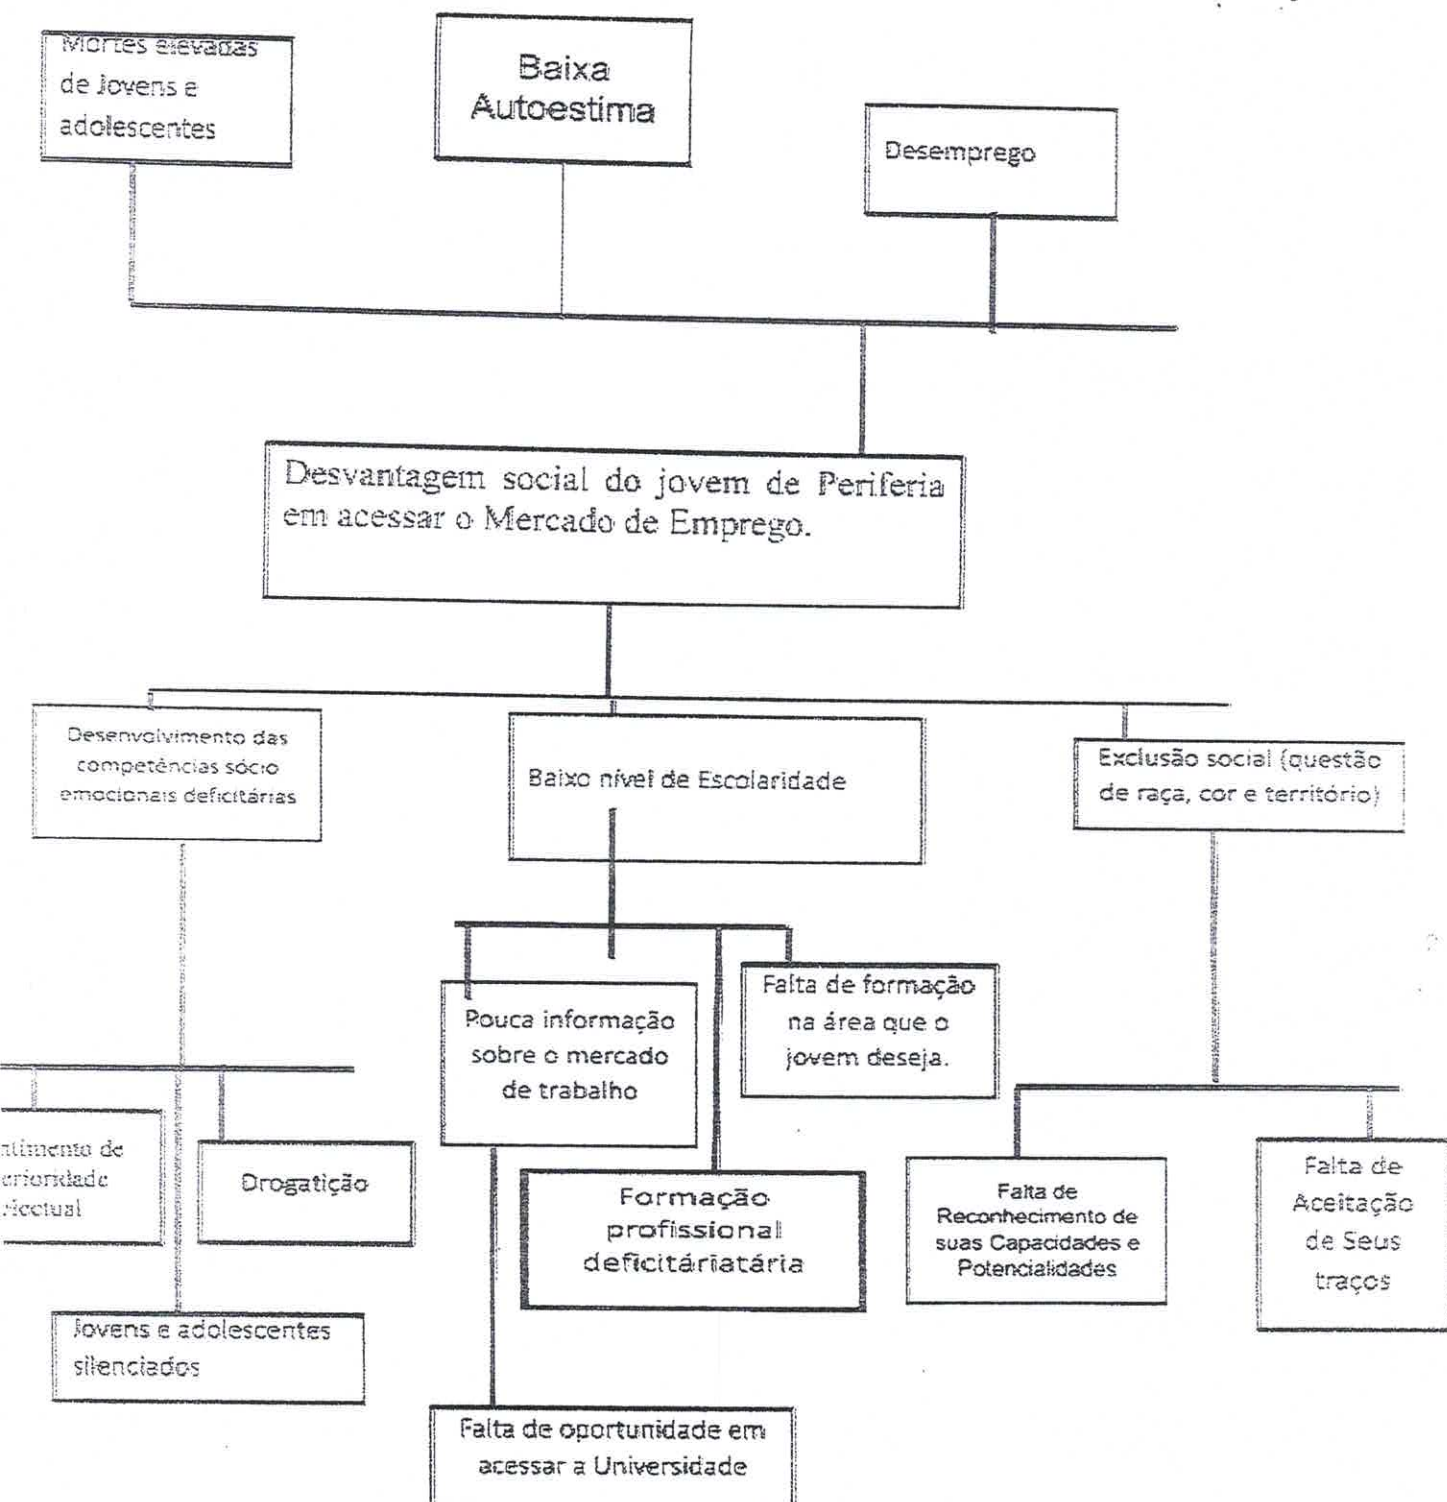 Mortes elevadas
de Jovens e
adolescentes
Baixa
Autoestima
Desemprego
Desvantagem social do jovem de Periferia
em acessar o Mercado de Emprego.
Desenvolvimento das
competências sócio
emocionais deficitárias
Baixo nível de Escolaridade
Exclusão social (questão
de raça, cor e território)
Pouca informação
sobre o mercado
de trabalho
Falta de formação
na área que o
jovem deseja.
ntimento de
erioridade
electual
Drogatição
Formação
profissional
deficitáriatária
Falta de
Reconhecimento de
suas Capacidades e
Potencialidades
Falta de
Aceitação
de Seus
traços
Jovens e adolescentes
silenciados
Falta de oportunidade em
acessar a Universidade